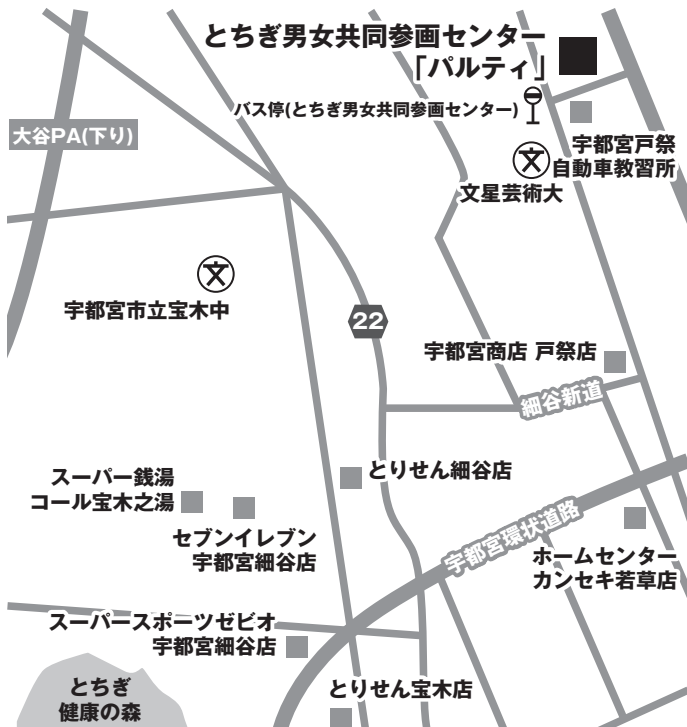 とちぎ男女共同参画センター
「パルティ」
バス停(とちぎ男女共同参画センター)
大谷PA(下り)
宇都宮戸祭
自動車教習所
文
文星芸術大
文
宇都宮市立宝木中
22
宇都宮商店 戸祭店
細谷新道
とりせん細谷店
スーパー銭湯
コール宝木之湯
セブンイレブン
宇都宮細谷店
宇都宮環状道路
ホームセンター
カンセキ若草店
スーパースポーツゼビオ
宇都宮細谷店
とちぎ
健康の森
とりせん宝木店